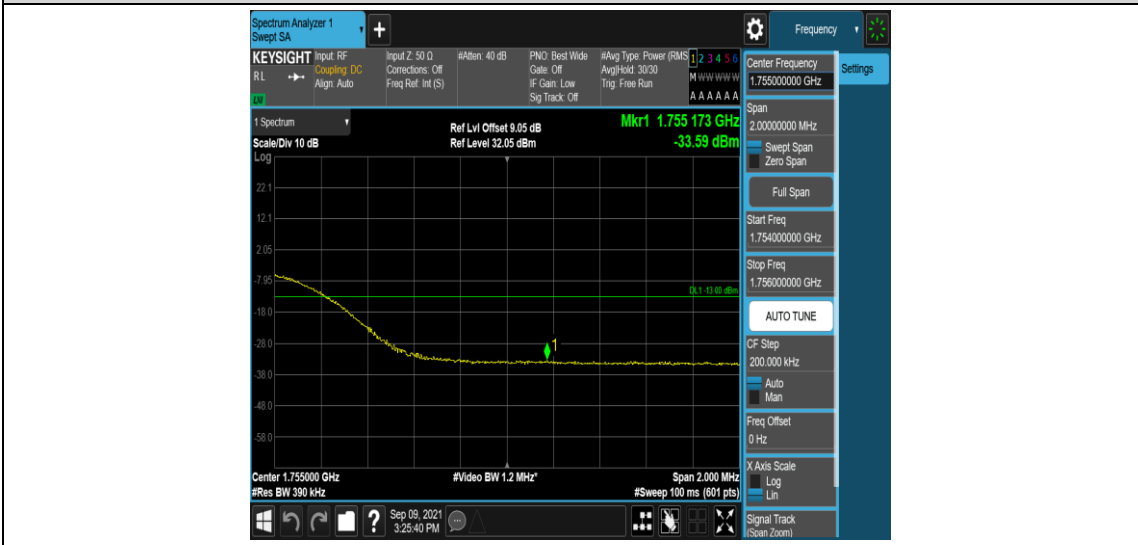 Spectrum Analyzer 1
Swept SA
+
Frequency
KEYSIGHT
RL
LXI
Input: RF
Coupling: DC
Align: Auto
Input Z: 50 Ω
Corrections: Off
Freq Ref: Int (S)
#Atten: 40 dB
PNO: Best Wide
Gate: Off
IF Gain: Low
Sig Track: Off
#Avg Type: Power (RMS
Avg|Hold: 30/30
Trig: Free Run
1 2 3 4 5 6
M W W W W W
A A A A A A
1 Spectrum
Scale/Div 10 dB
Ref Lvl Offset 9.05 dB
Ref Level 32.05 dBm
Mkr1 1.755 173 GHz
-33.59 dBm
Log
22.1
12.1
2.05
-7.95
DL1 -13.00 dBm
-18.0
-28.0
1
-38.0
-48.0
-58.0
Center 1.755000 GHz
#Video BW 1.2 MHz*
Span 2.000 MHz
#Res BW 390 kHz
#Sweep 100 ms (601 pts)
Center Frequency
1.755000000 GHz
Settings
Span
2.00000000 MHz
Swept Span
Zero Span
Full Span
Start Freq
1.754000000 GHz
Stop Freq
1.756000000 GHz
AUTO TUNE
CF Step
200.000 kHz
Auto
Man
Freq Offset
0 Hz
X Axis Scale
Log
Lin
Signal Track
(Span Zoom)
?
Sep 09, 2021
3:25:40 PM